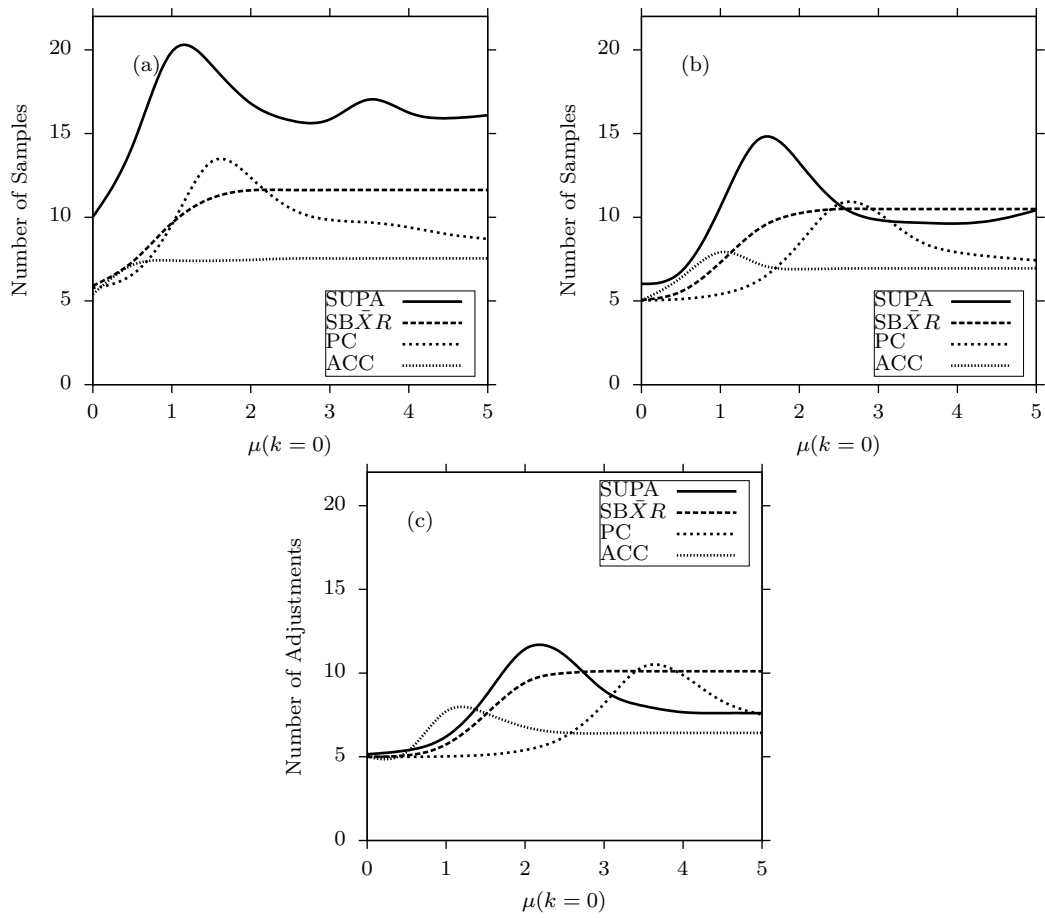 (a)
Number of Samples
20
15
10
5
0
0 1 2 3 4 5
μ(k = 0)
SUPA
SBX̄R
PC
ACC
(b)
Number of Samples
20
15
10
5
0
0 1 2 3 4 5
μ(k = 0)
SUPA
SBX̄R
PC
ACC
(c)
Number of Adjustments
20
15
10
5
0
0 1 2 3 4 5
μ(k = 0)
SUPA
SBX̄R
PC
ACC